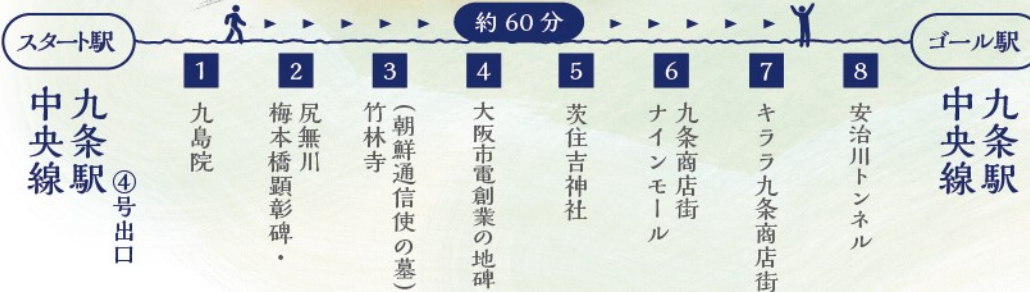 約60分
スタート駅
中央線
九条駅
④号出口
1
九島院
2
梅本橋顕彰碑・
尻無川
3
竹林寺
(朝鮮通信使の墓)
4
大阪市電創業の地碑
5
茨住吉神社
6
ナインモール
九条商店街
7
キララ九条商店街
8
安治川トンネル
ゴール駅
中央線
九条駅